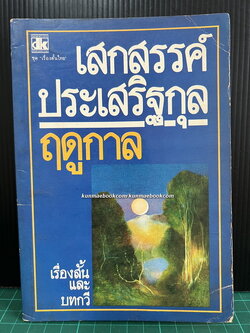 dk
ชุด "เรื่องสั้นไทย"
เสกสรรค์
ประเสริฐกุล
ฤดูกาล
kunmaebook.com kunmaebook.com
เรื่องสั้น
และ
บทกวี